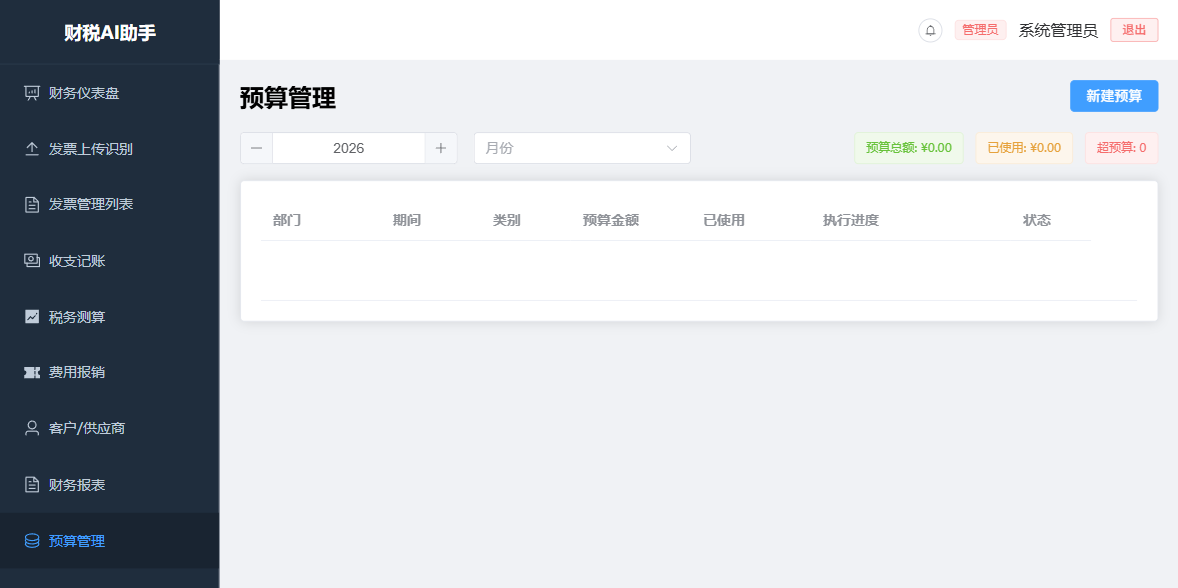 财税AI助手
管理员 系统管理员 退出
财务仪表盘
发票上传识别
发票管理列表
收支记账
税务测算
费用报销
客户/供应商
财务报表
预算管理
预算管理
新建预算
2026
月份
预算总额: ¥0.00
已使用: ¥0.00
超预算: 0
部门 期间 类别 预算金额 已使用 执行进度 状态